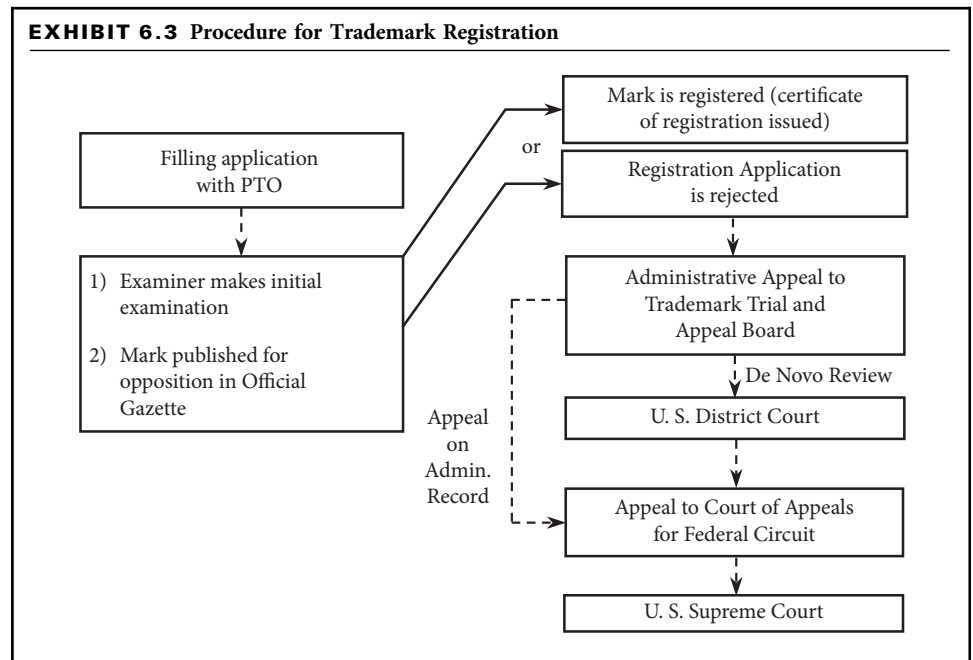 EXHIBIT 6.3 Procedure for Trademark Registration
Filling application
with PTO
1) Examiner makes initial
examination
2) Mark published for
opposition in Official
Gazette
Mark is registered (certificate
of registration issued)
or
Registration Application
is rejected
Administrative Appeal to
Trademark Trial and
Appeal Board
De Novo Review
U. S. District Court
Appeal
on
Admin.
Record
Appeal to Court of Appeals
for Federal Circuit
U. S. Supreme Court